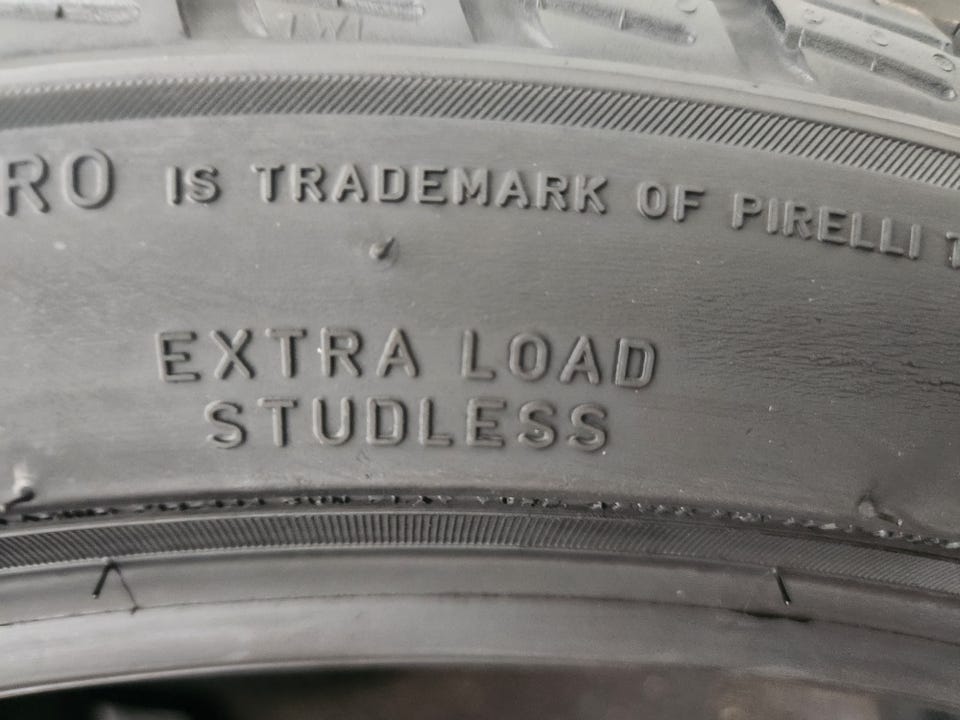 RO IS TRADEMARK OF PIRELLI T
EXTRA LOAD
STUDLESS